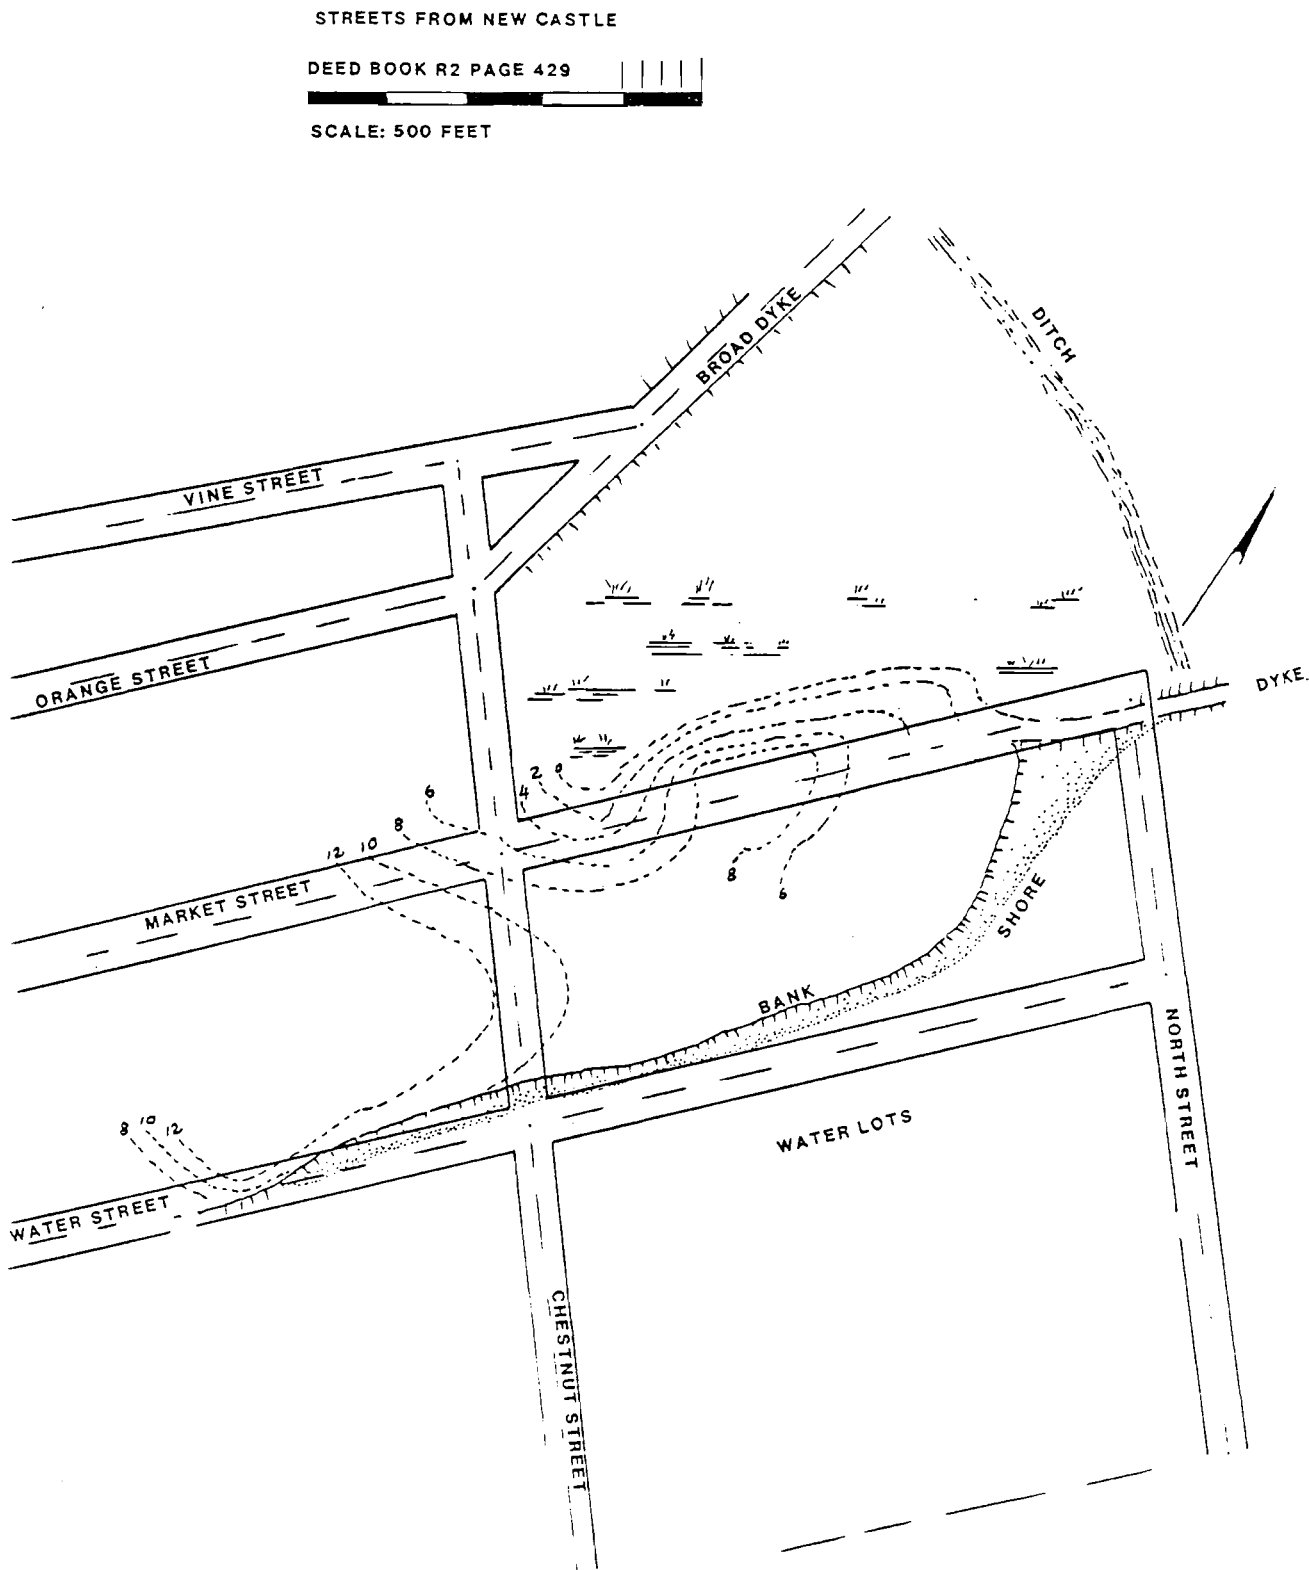 STREETS FROM NEW CASTLE
DEED BOOK R2 PAGE 429
SCALE: 500 FEET
BROAD DYKE
DITCH
VINE STREET
ORANGE STREET
DYKE.
0
2
4
6
8
12 10
8
6
MARKET STREET
SHORE
BANK
NORTH STREET
8 10 12
WATER LOTS
WATER STREET
CHESTNUT STREET